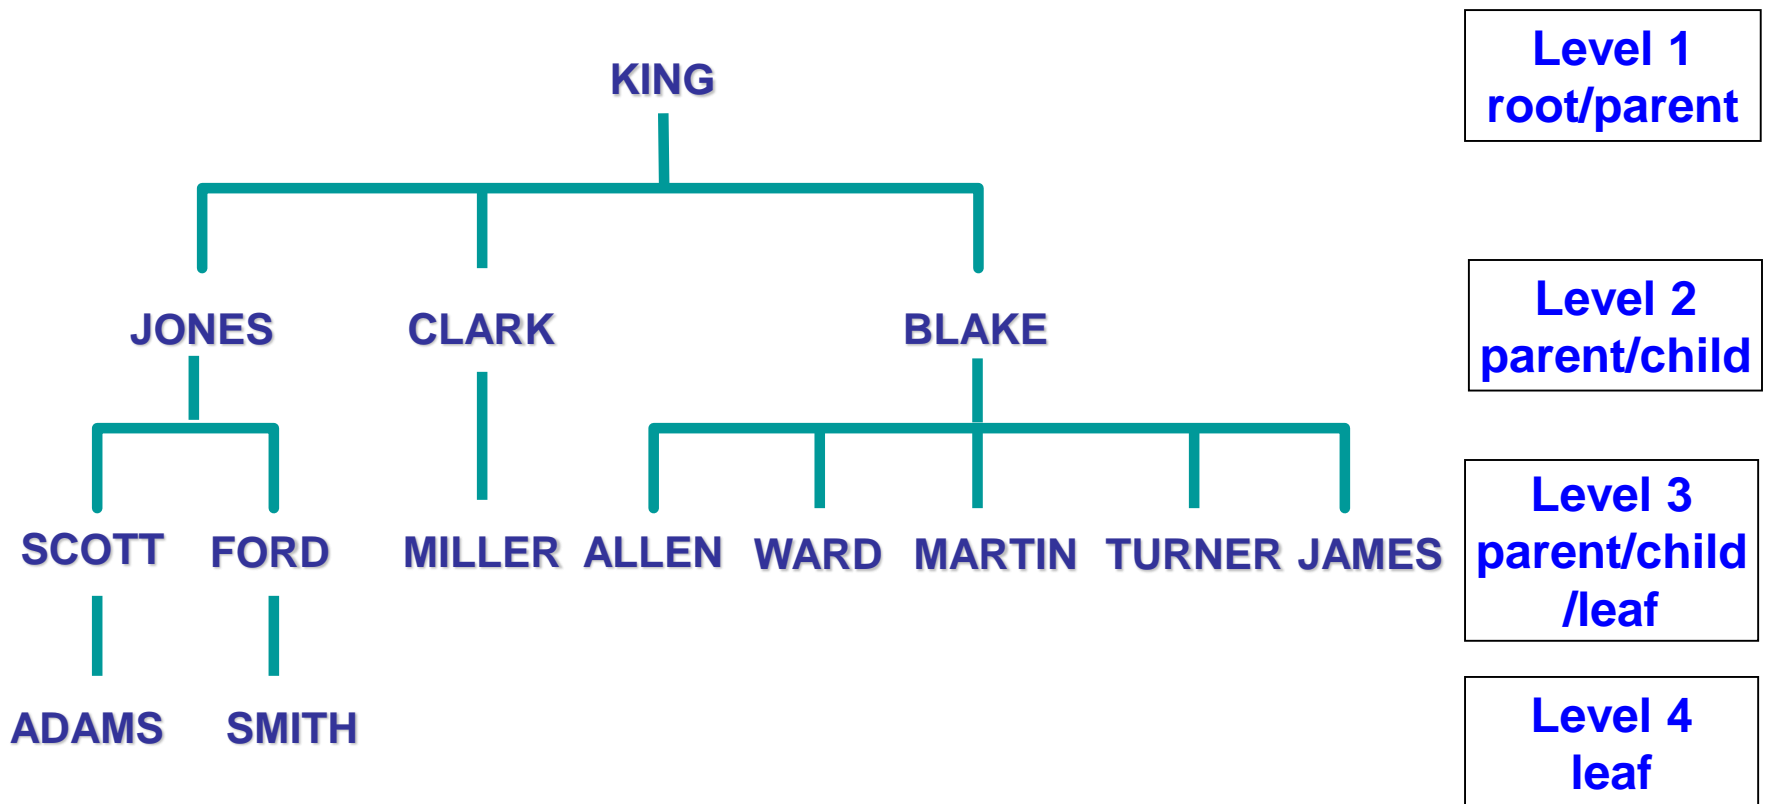 KING
Level 1
root/parent
JONES CLARK BLAKE
Level 2
parent/child
SCOTT FORD MILLER ALLEN WARD MARTIN TURNER JAMES
Level 3
parent/child
/leaf
ADAMS SMITH
Level 4
leaf